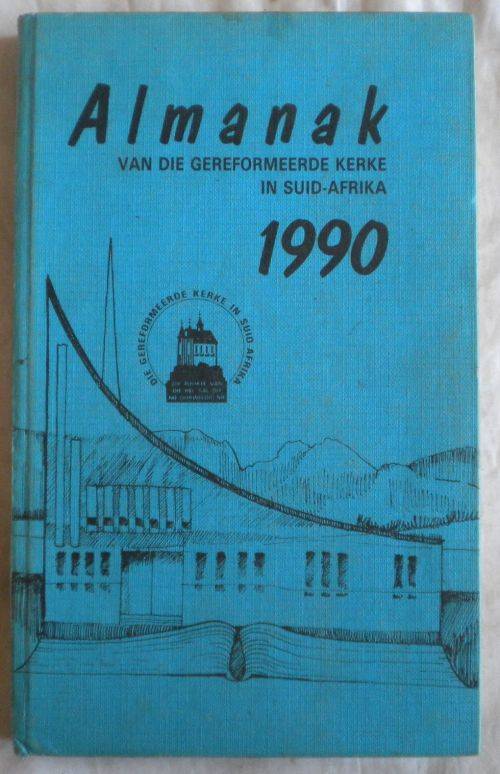 Almanak
VAN DIE GEREFORMEERDE KERKE
IN SUID-AFRIKA
1990
DIE GEREFORMEERDE KERKE IN SUID AFRIKA